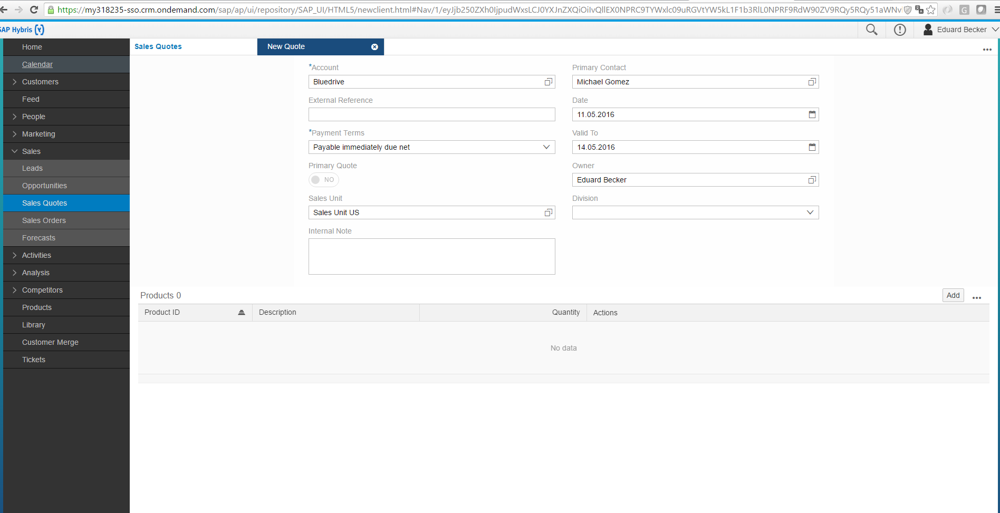 https://my318235-sso.crm.ondemand.com/sap/ap/ui/repository/SAP_UI/HTML5/newclient.html#Nav/1/
SAP Hybris (Y)
Eduard Becker
Home
Calendar
Customers
Feed
People
Marketing
Sales
Leads
Opportunities
Sales Quotes
Sales Orders
Forecasts
Activities
Analysis
Competitors
Products
Library
Customer Merge
Tickets
Sales Quotes
New Quote
*Account
Bluedrive
Primary Contact
Michael Gomez
External Reference
Date
11.05.2016
*Payment Terms
Payable immediately due net
Valid To
14.05.2016
Primary Quote
NO
Owner
Eduard Becker
Sales Unit
Sales Unit US
Division
Internal Note
Products 0
Add
Product ID
Description
Quantity
Actions
No data